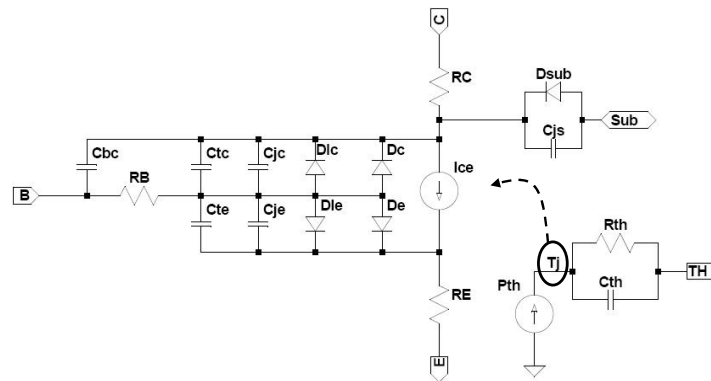 C
RC
Dsub
Sub
Cjs
Cbc
Ctc
Cjc
Dlc
Dc
Ice
B
RB
Cte
Cje
Dle
De
Rth
Tj
TH
Pth
Cth
RE
E